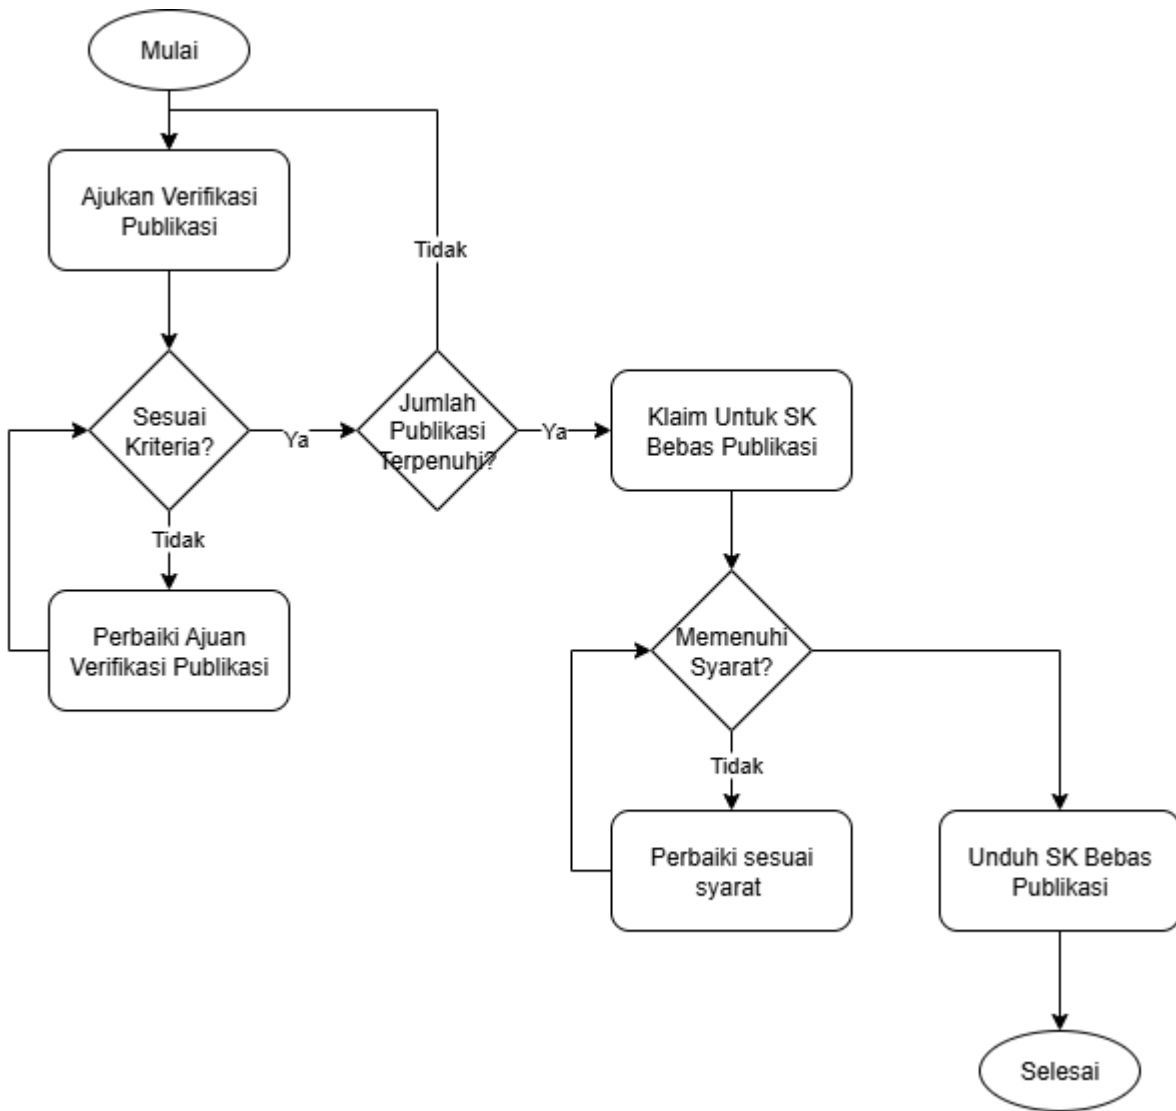 Mulai
Ajukan Verifikasi
Publikasi
Tidak
Sesuai
Kriteria?
Ya
Jumlah
Publikasi
Terpenuhi?
Ya
Klaim Untuk SK
Bebas Publikasi
Tidak
Perbaiki Ajuan
Verifikasi Publikasi
Memenuhi
Syarat?
Tidak
Perbaiki sesuai
syarat
Unduh SK Bebas
Publikasi
Selesai